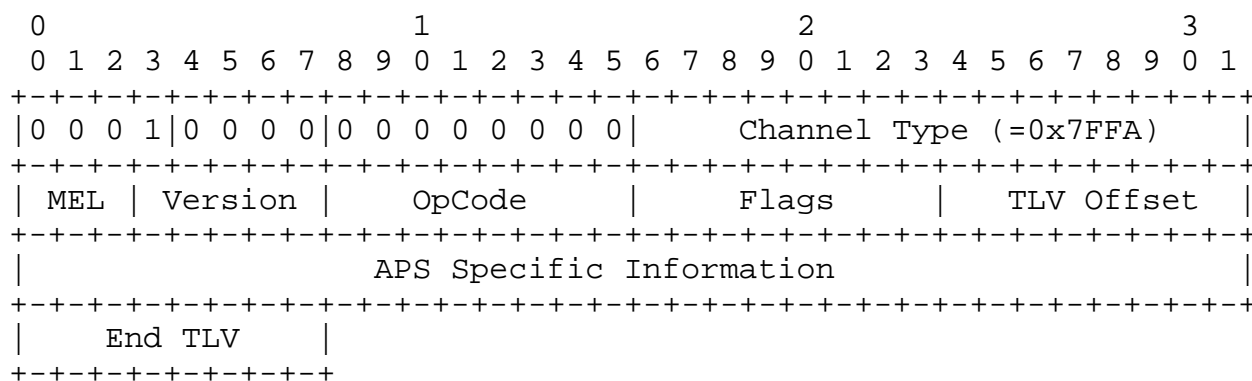 0                   1                   2                   3
 0 1 2 3 4 5 6 7 8 9 0 1 2 3 4 5 6 7 8 9 0 1 2 3 4 5 6 7 8 9 0 1
+-+-+-+-+-+-+-+-+-+-+-+-+-+-+-+-+-+-+-+-+-+-+-+-+-+-+-+-+-+-+-+-+
|0 0 0 1|0 0 0 0|0 0 0 0 0 0 0 0|     Channel Type (=0x7FFA)    |
+-+-+-+-+-+-+-+-+-+-+-+-+-+-+-+-+-+-+-+-+-+-+-+-+-+-+-+-+-+-+-+-+
| MEL | Version |    OpCode     |     Flags     |   TLV Offset  |
+-+-+-+-+-+-+-+-+-+-+-+-+-+-+-+-+-+-+-+-+-+-+-+-+-+-+-+-+-+-+-+-+
|                  APS Specific Information                     |
+-+-+-+-+-+-+-+-+-+-+-+-+-+-+-+-+-+-+-+-+-+-+-+-+-+-+-+-+-+-+-+-+
|    End TLV    |
+-+-+-+-+-+-+-+-+